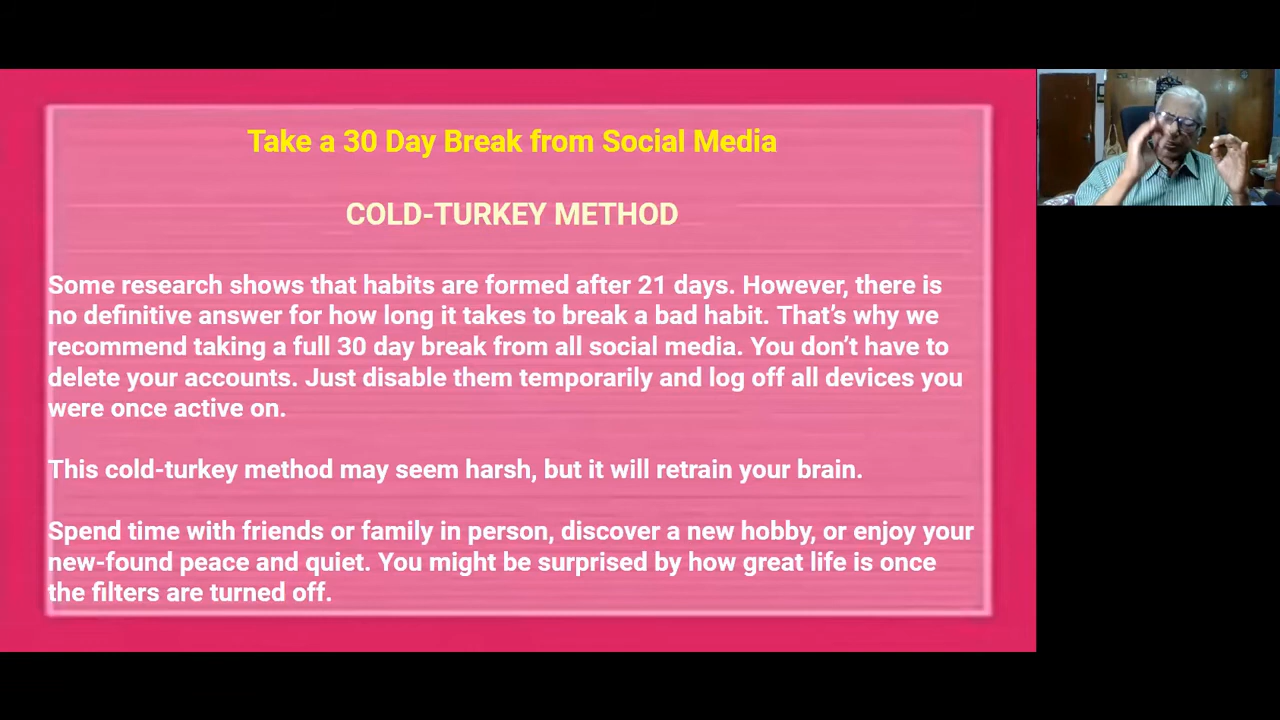 Take a 30 Day Break from Social Media
COLD-TURKEY METHOD
Some research shows that habits are formed after 21 days. However, there is
no definitive answer for how long it takes to break a bad habit. That’s why we
recommend taking a full 30 day break from all social media. You don’t have to
delete your accounts. Just disable them temporarily and log off all devices you
were once active on.
This cold-turkey method may seem harsh, but it will retrain your brain.
Spend time with friends or family in person, discover a new hobby, or enjoy your
new-found peace and quiet. You might be surprised by how great life is once
the filters are turned off.